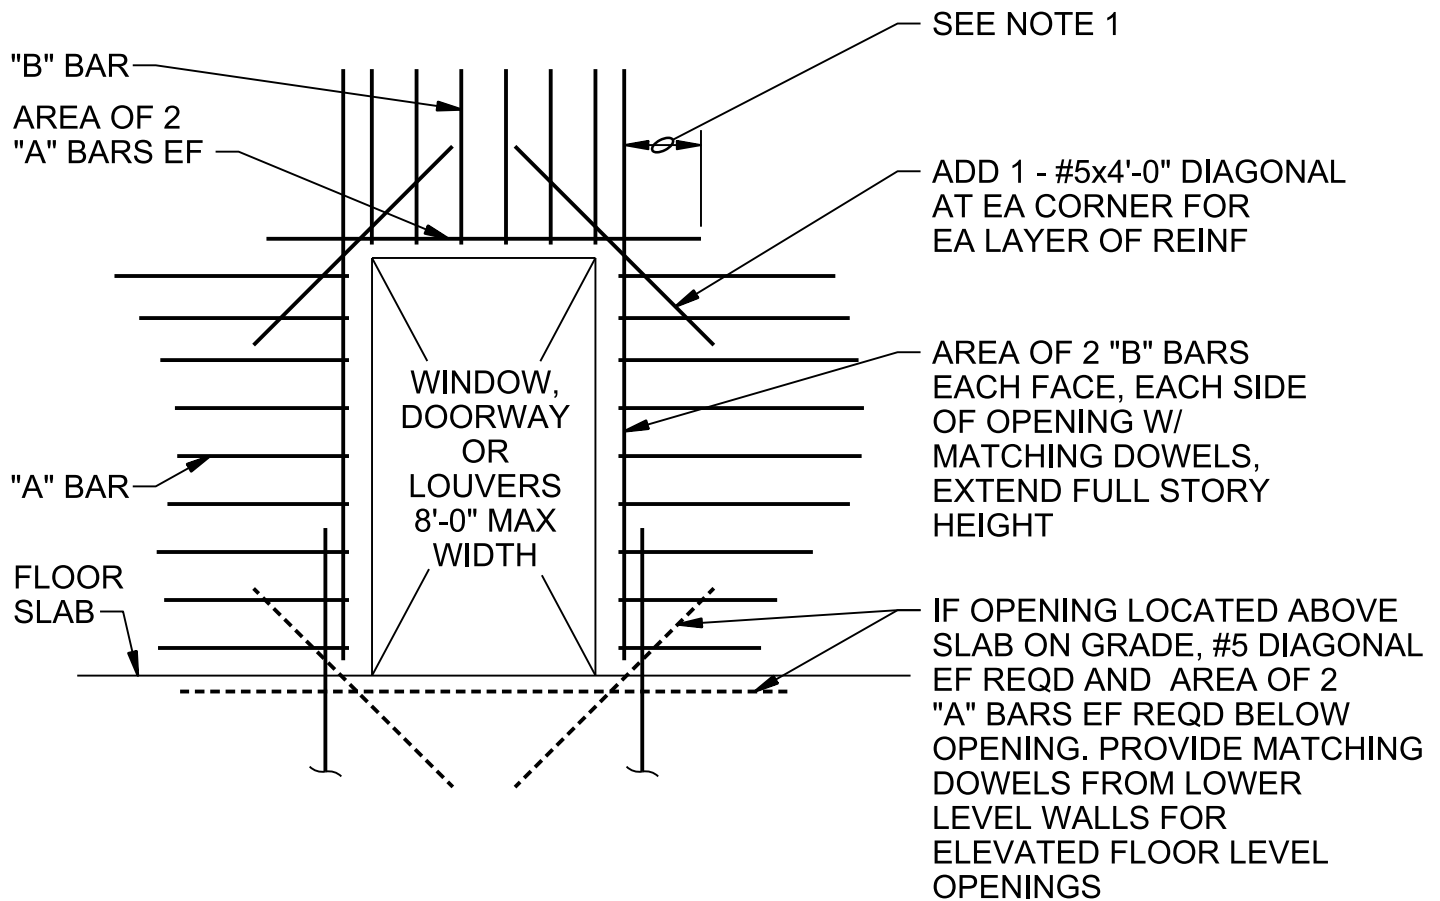 SEE NOTE 1
"B" BAR
AREA OF 2
"A" BARS EF
ADD 1 - #5x4'-0" DIAGONAL
AT EA CORNER FOR
EA LAYER OF REINF
AREA OF 2 "B" BARS
EACH FACE, EACH SIDE
OF OPENING W/
MATCHING DOWELS,
EXTEND FULL STORY
HEIGHT
WINDOW,
DOORWAY
OR
LOUVERS
8'-0" MAX
WIDTH
"A" BAR
FLOOR
SLAB
IF OPENING LOCATED ABOVE
SLAB ON GRADE, #5 DIAGONAL
EF REQD AND AREA OF 2
"A" BARS EF REQD BELOW
OPENING. PROVIDE MATCHING
DOWELS FROM LOWER
LEVEL WALLS FOR
ELEVATED FLOOR LEVEL
OPENINGS